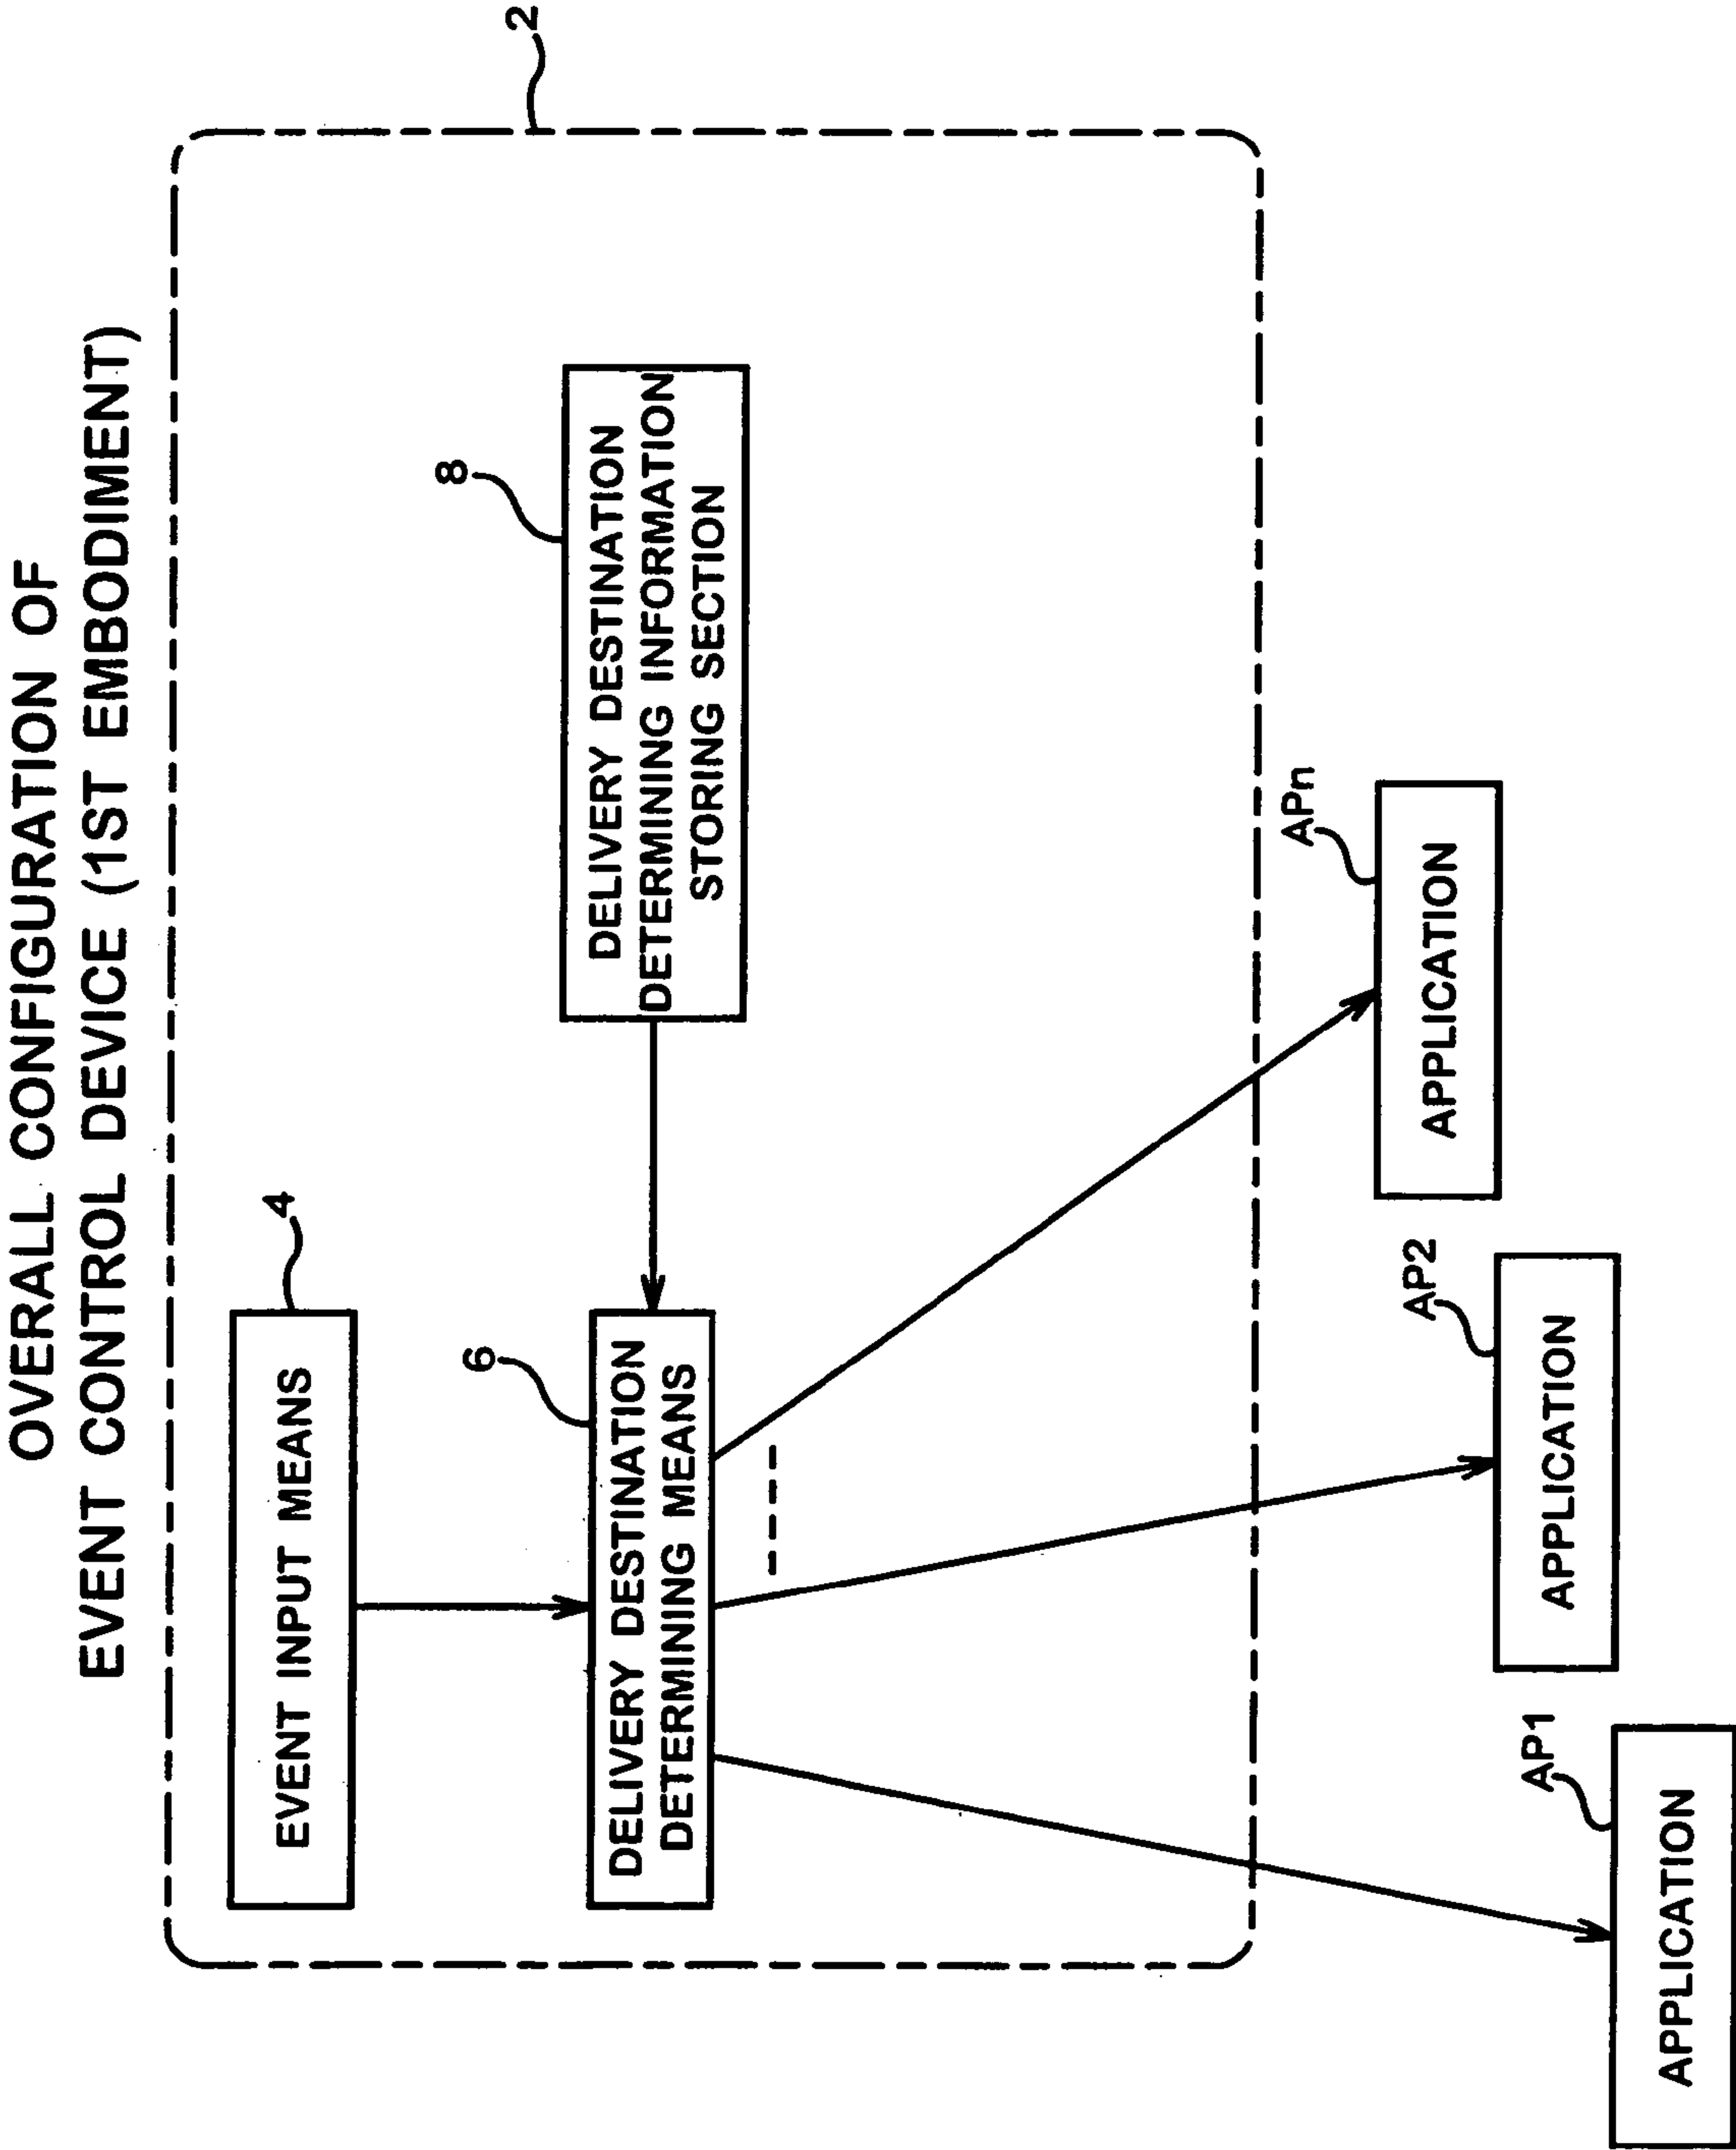 OVERALL CONFIGURATION OF
EVENT CONTROL DEVICE (1ST EMBODIMENT)
2
4
EVENT INPUT MEANS
6
DELIVERY DESTINATION
DETERMINING MEANS
8
DELIVERY DESTINATION
DETERMINING INFORMATION
STORING SECTION
AP1
APPLICATION
AP2
APPLICATION
APn
APPLICATION